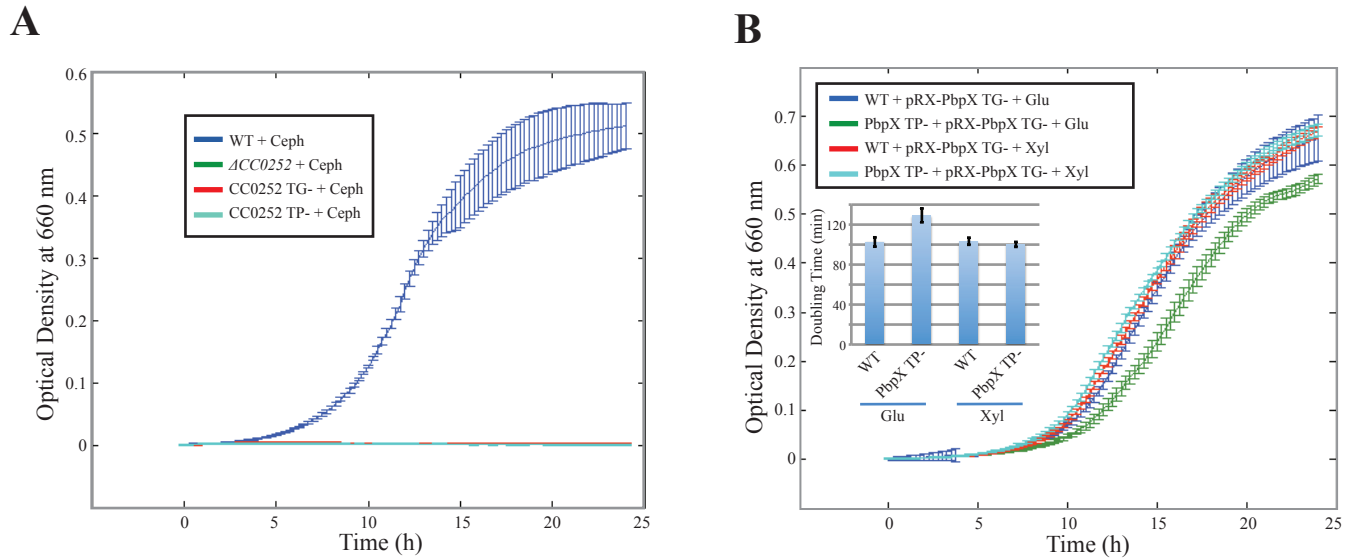 A
0.6
0.5
0.4
0.3
0.2
0.1
0
0
5
10
15
20
25
Optical Density at 660 nm
Time (h)
WT + Ceph
ΔCC0252 + Ceph
CC0252 TG- + Ceph
CC0252 TP- + Ceph
B
0.7
0.6
0.5
0.4
0.3
0.2
0.1
0
0
5
10
15
20
25
Optical Density at 660 nm
Time (h)
WT + pRX-PbpX TG- + Glu
PbpX TP- + pRX-PbpX TG- + Glu
WT + pRX-PbpX TG- + Xyl
PbpX TP- + pRX-PbpX TG- + Xyl
Doubling Time (min)
120
80
40
0
WT
PbpX TP-
WT
PbpX TP-
Glu
Xyl